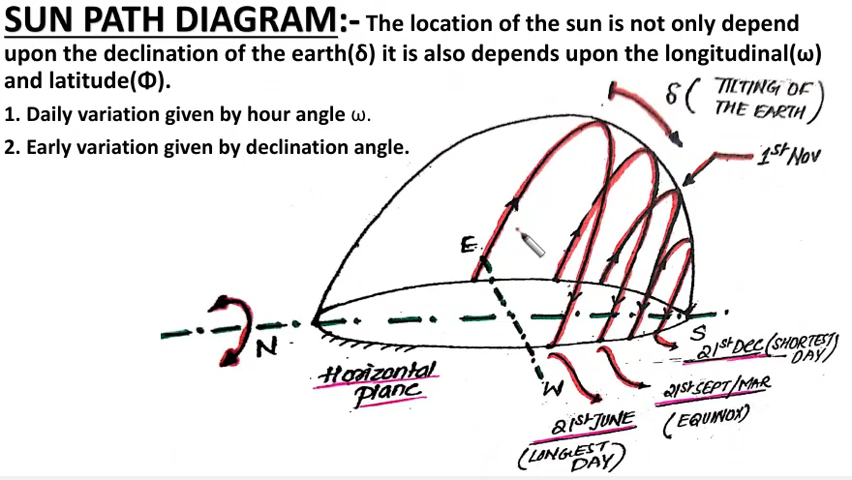 SUN PATH DIAGRAM:- The location of the sun is not only depend
upon the declination of the earth(δ) it is also depends upon the longitudinal(ω)
and latitude(Φ).
1. Daily variation given by hour angle ω.
2. Early variation given by declination angle.
δ ( TILTING OF
THE EARTH )
1st Nov
E
N
S
W
Horizontal
plane
21st DEC (SHORTEST
DAY)
21st SEPT/MAR
(EQUINOX)
21st JUNE
(LONGEST
DAY)